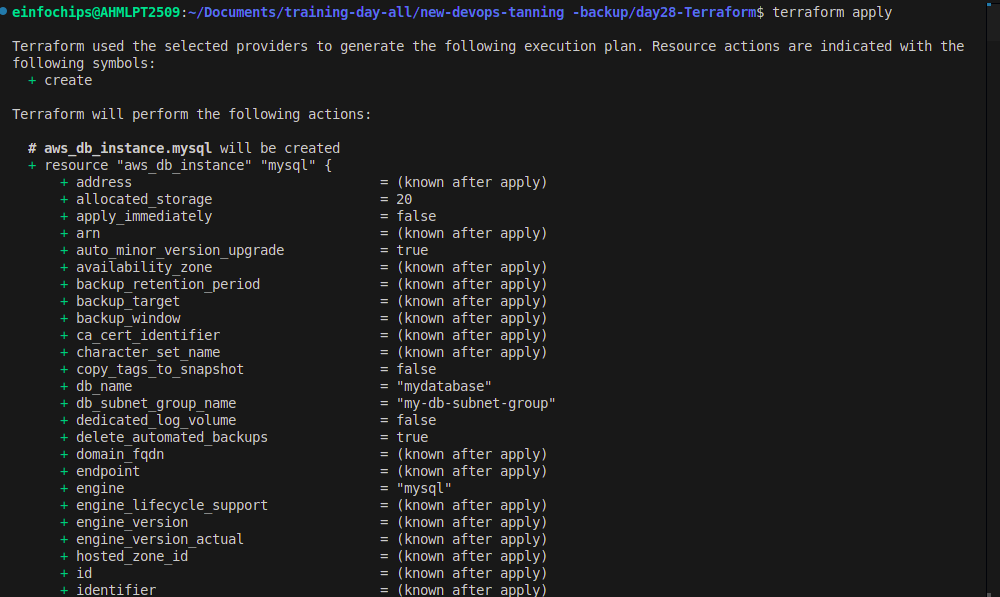 einfochips@AHMLPT2509:~/Documents/training-day-all/new-devops-tanning -backup/day28-Terraform$ terraform apply
Terraform used the selected providers to generate the following execution plan. Resource actions are indicated with the
following symbols:
+ create
Terraform will perform the following actions:
# aws_db_instance.mysql will be created
+ resource "aws_db_instance" "mysql" {
+ address = (known after apply)
+ allocated_storage = 20
+ apply_immediately = false
+ arn = (known after apply)
+ auto_minor_version_upgrade = true
+ availability_zone = (known after apply)
+ backup_retention_period = (known after apply)
+ backup_target = (known after apply)
+ backup_window = (known after apply)
+ ca_cert_identifier = (known after apply)
+ character_set_name = (known after apply)
+ copy_tags_to_snapshot = false
+ db_name = "mydatabase"
+ db_subnet_group_name = "my-db-subnet-group"
+ dedicated_log_volume = false
+ delete_automated_backups = true
+ domain_fqdn = (known after apply)
+ endpoint = (known after apply)
+ engine = "mysql"
+ engine_lifecycle_support = (known after apply)
+ engine_version = (known after apply)
+ engine_version_actual = (known after apply)
+ hosted_zone_id = (known after apply)
+ id = (known after apply)
+ identifier = (known after apply)